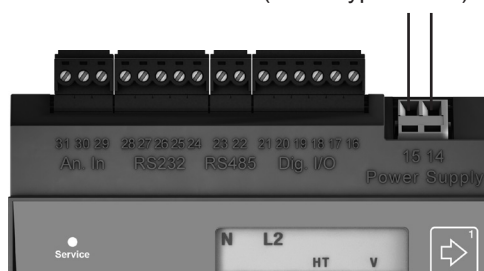 31 30 29 28 27 26 25 24 23 22 21 20 19 18 17 16 15 14
An. In RS232 RS485 Dig. I/O Power Supply
Service
N L2
HT V
1